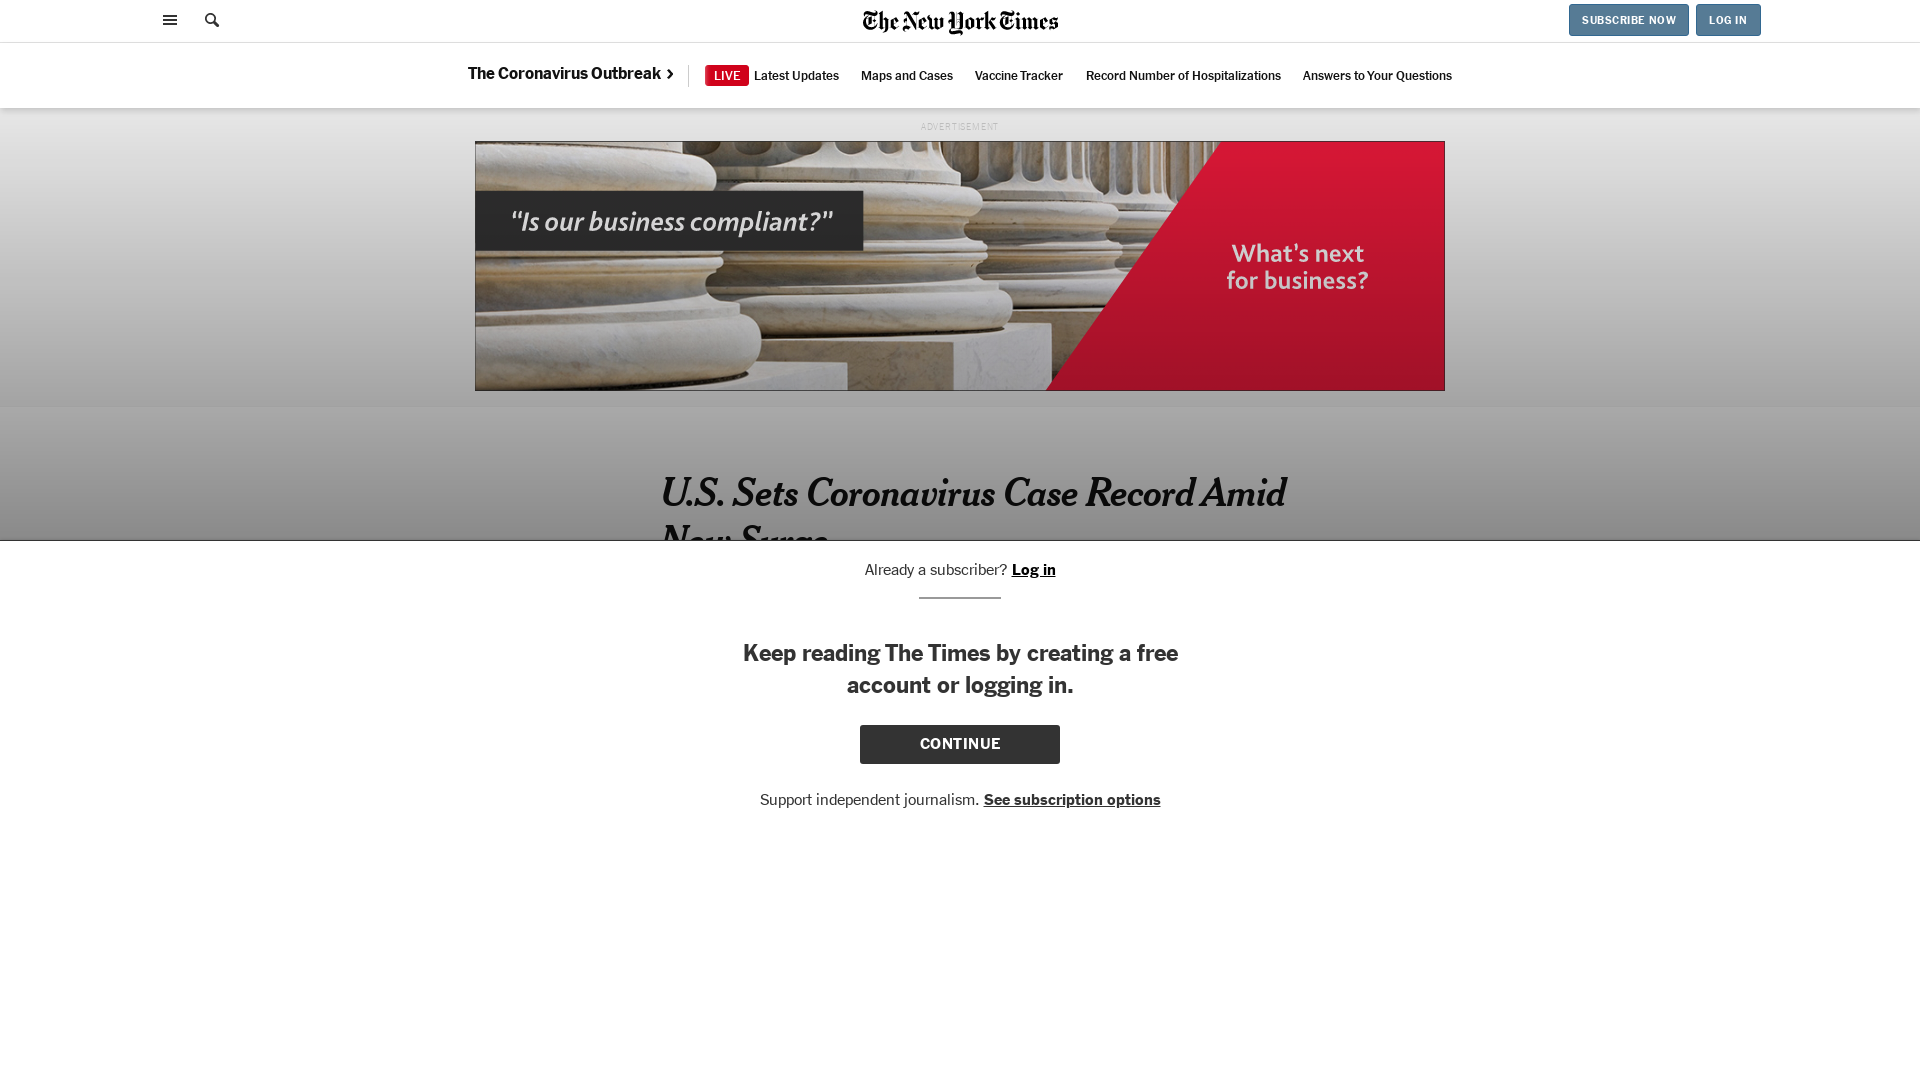 The New York Times
SUBSCRIBE NOW
LOG IN
The Coronavirus Outbreak
LIVE Latest Updates
Maps and Cases
Vaccine Tracker
Record Number of Hospitalizations
Answers to Your Questions
ADVERTISEMENT
“Is our business compliant?”
What’s next
for business?
U.S. Sets Coronavirus Case Record Amid
New Surge
Already a subscriber? Log in
Keep reading The Times by creating a free
account or logging in.
CONTINUE
Support independent journalism. See subscription options